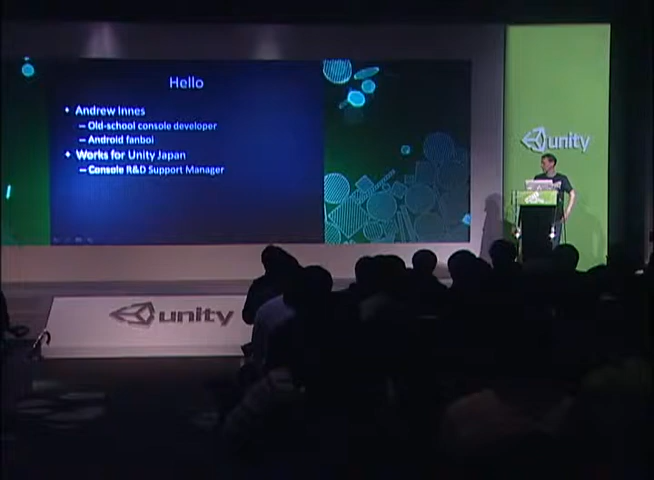 Hello
• Andrew Innes
– Old-school console developer
– Android fanboi
• Works for Unity Japan
– Console R&D Support Manager
unity
unity